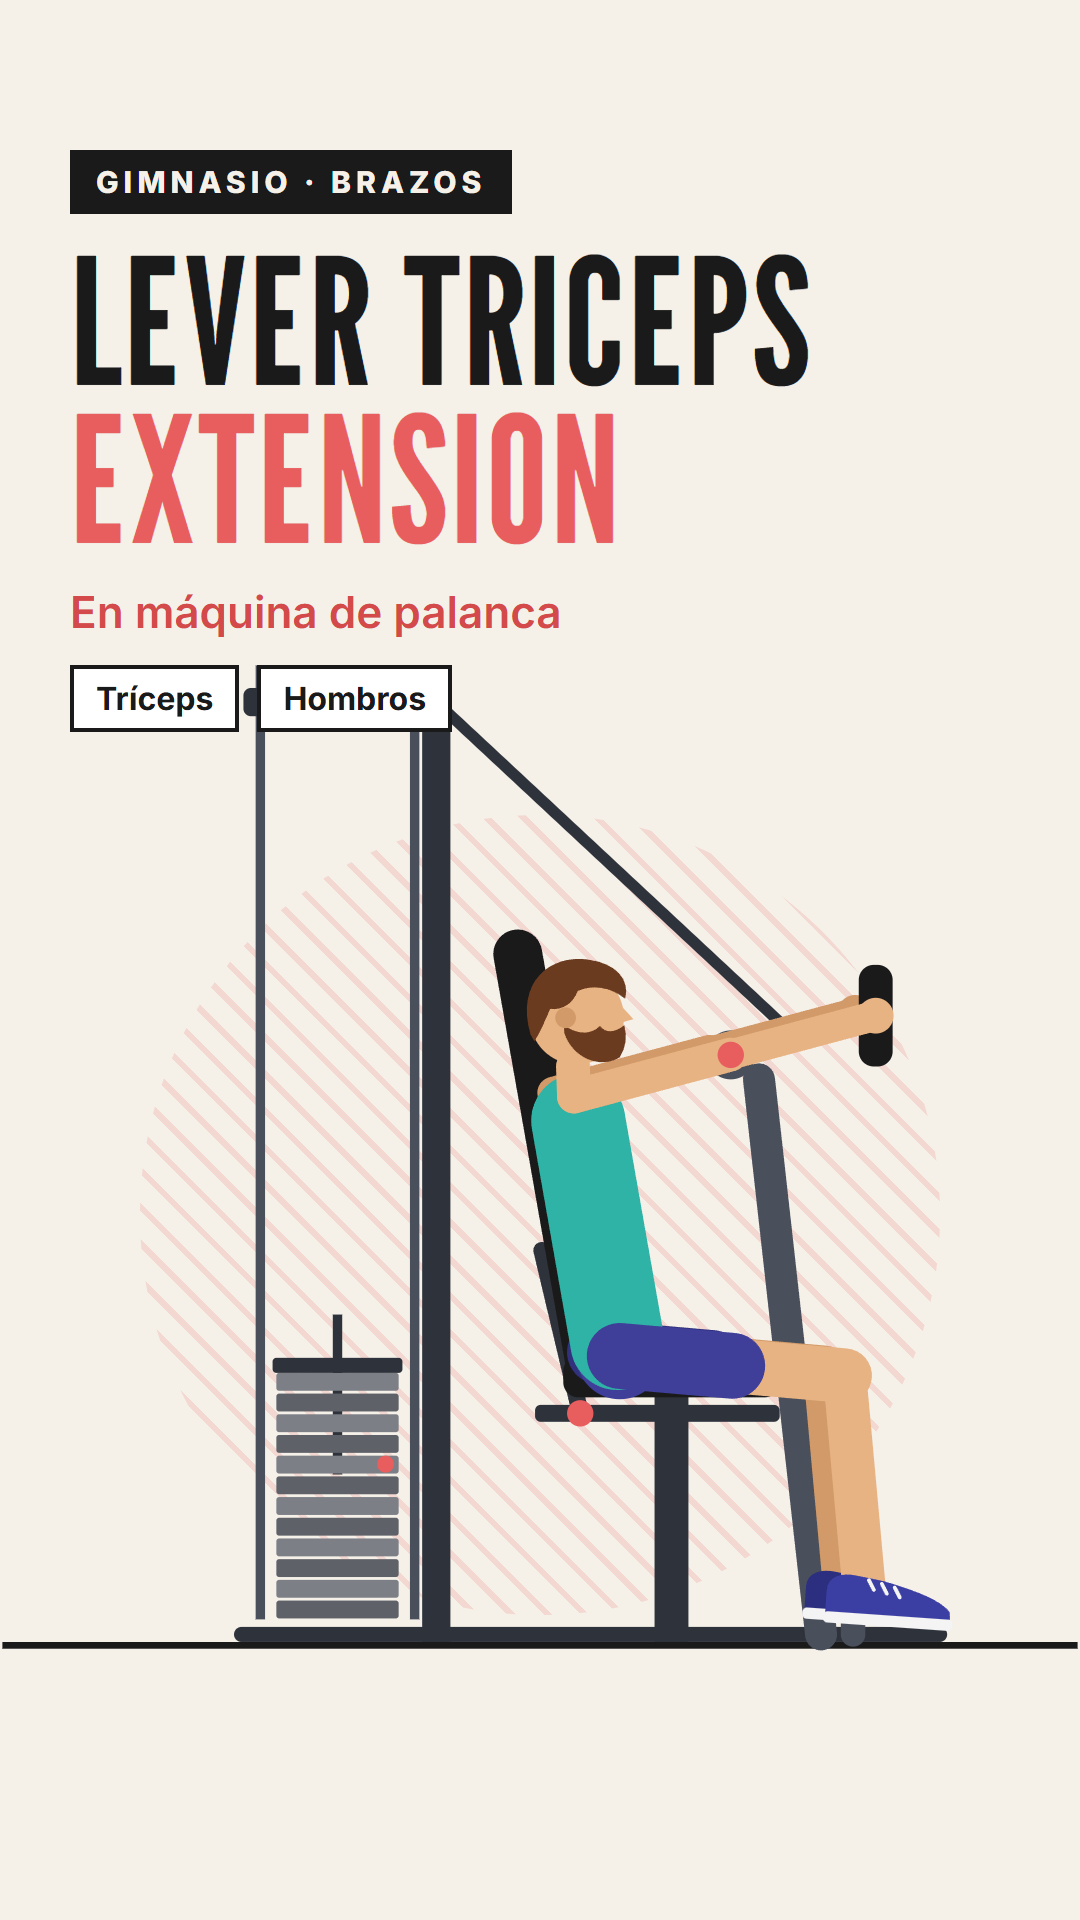 GIMNASIO · BRAZOS
LEVER TRICEPS
EXTENSION
En máquina de palanca
Tríceps Hombros